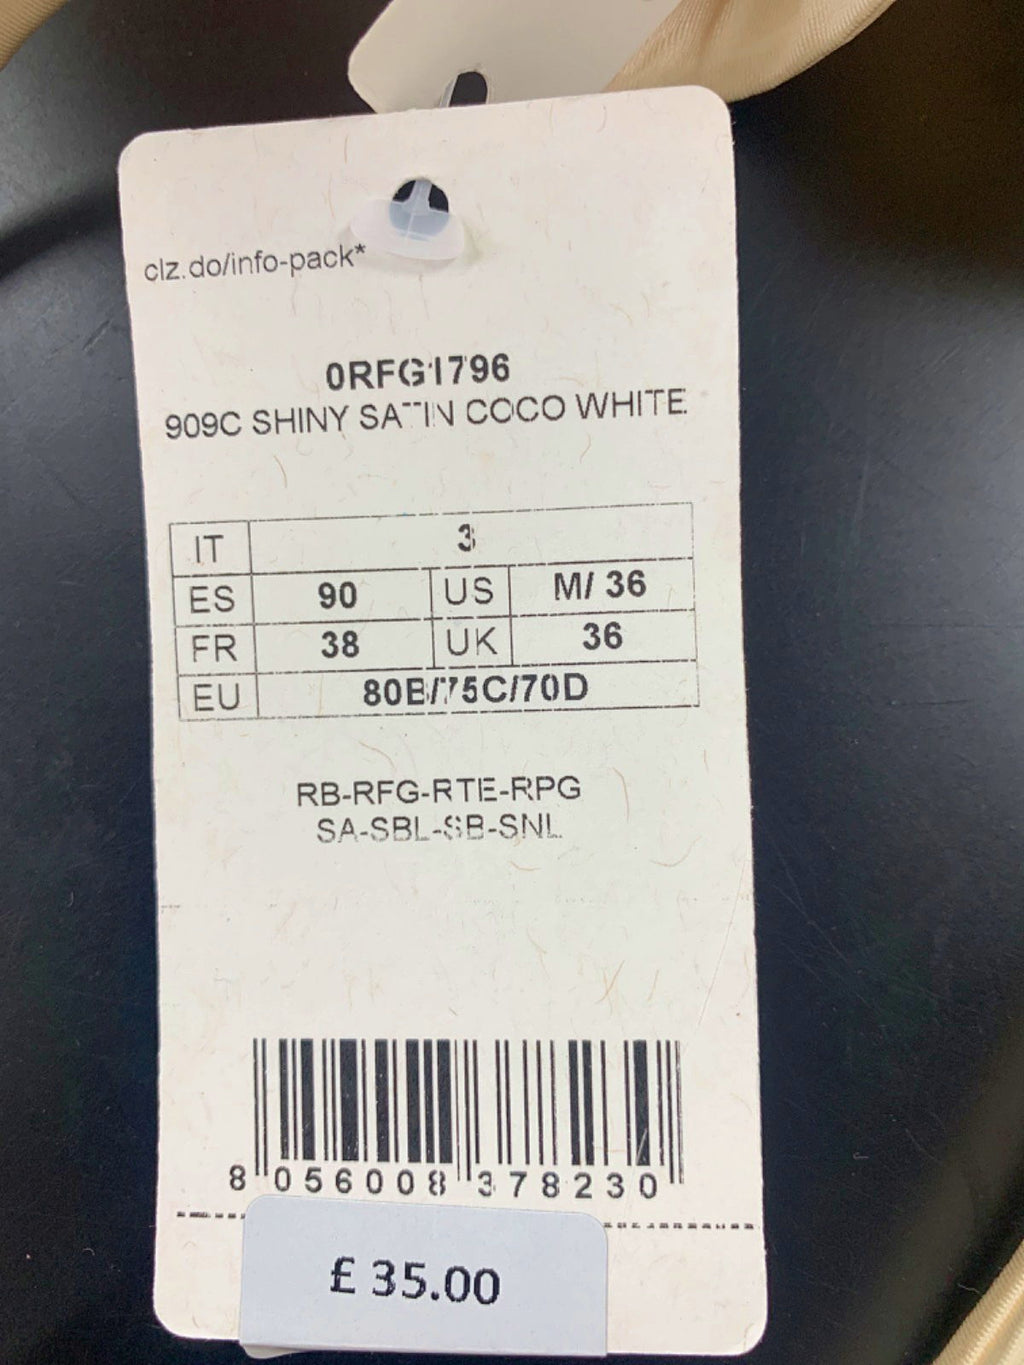 clz.do/info-pack*
0RFG1796
909C SHINY SATIN COCO WHITE
IT 3
ES 90 US M/ 36
FR 38 UK 36
EU 80B/75C/70D
RB-RFG-RTE-RPG
SA-SBL-SB-SNL
8 056008 378230
£ 35.00